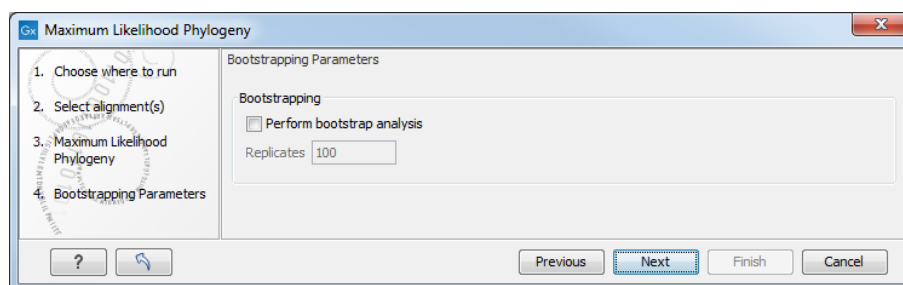 Gx Maximum Likelihood Phylogeny
1. Choose where to run
2. Select alignment(s)
3. Maximum Likelihood
Phylogeny
4. Bootstrapping Parameters
Bootstrapping Parameters
Bootstrapping
Perform bootstrap analysis
Replicates 100
? Previous Next Finish Cancel